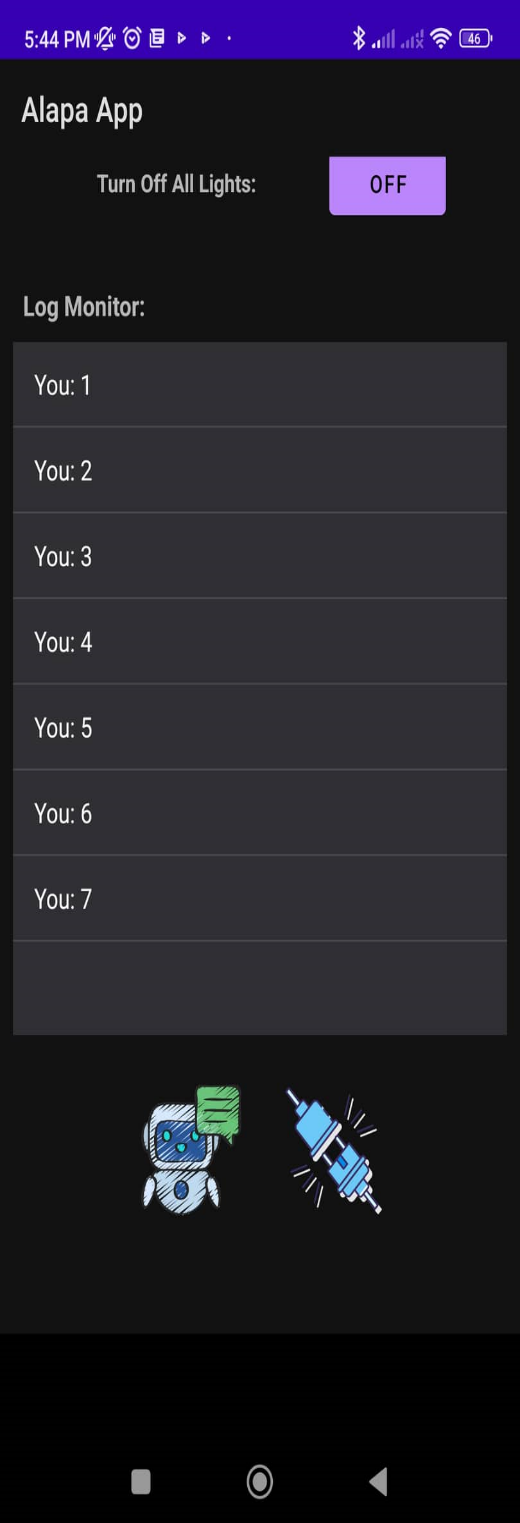 5:44 PM
46
Alapa App
Turn Off All Lights:
OFF
Log Monitor:
You: 1
You: 2
You: 3
You: 4
You: 5
You: 6
You: 7